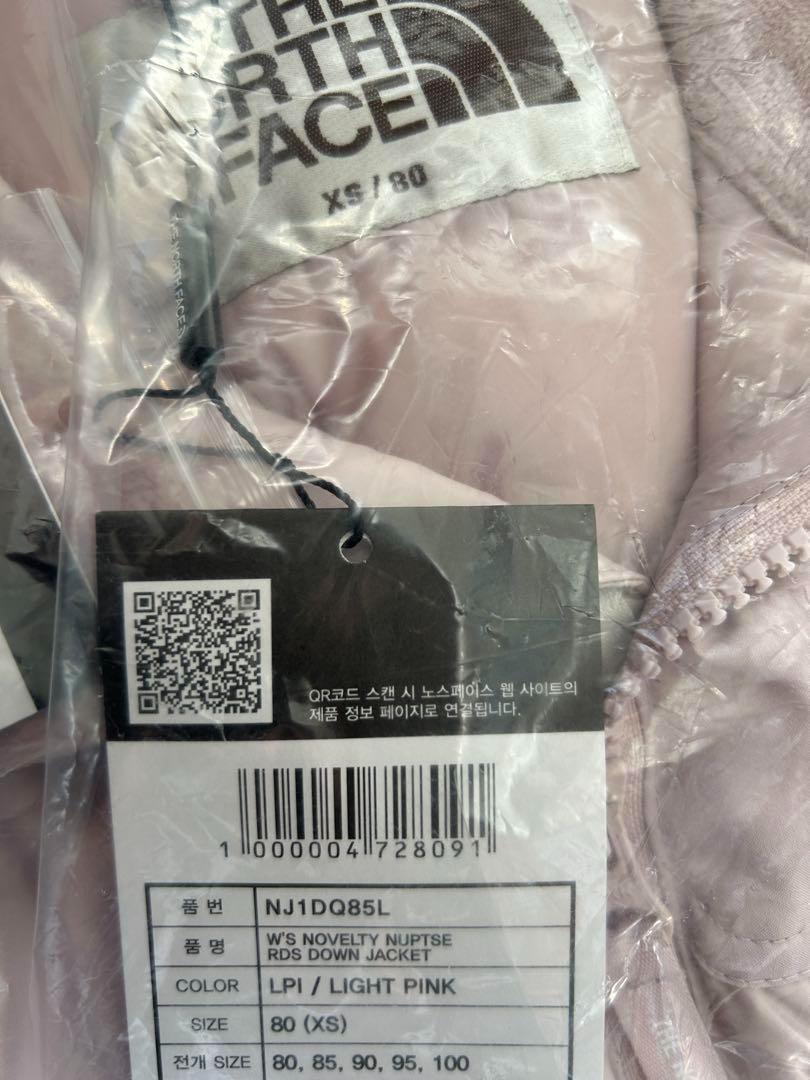 THE
RTH
FACE
XS / 80
QR코드 스캔 시 노스페이스 웹 사이트의
제품 정보 페이지로 연결됩니다.
1 000004 728091
품 번 NJ1DQ85L
품 명 W'S NOVELTY NUPTSE
RDS DOWN JACKET
COLOR LPI / LIGHT PINK
SIZE 80 (XS)
전개 SIZE 80, 85, 90, 95, 100